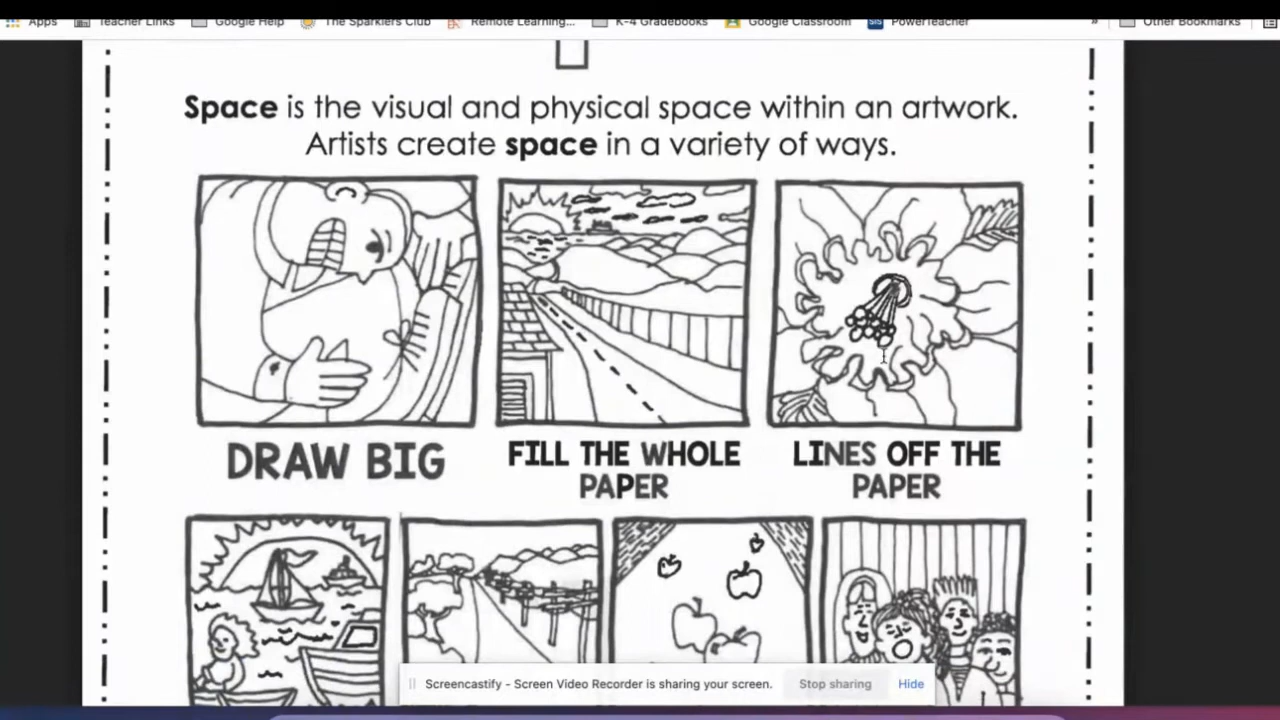 Apps Teacher Links Google Help The Sparklers Club Remote Learning... K-4 Gradebooks Google Classroom SIS PowerTeacher » Other Bookmarks
Space is the visual and physical space within an artwork.
Artists create space in a variety of ways.
DRAW BIG
FILL THE WHOLE
PAPER
LINES OFF THE
PAPER
Screencastify - Screen Video Recorder is sharing your screen. Stop sharing Hide